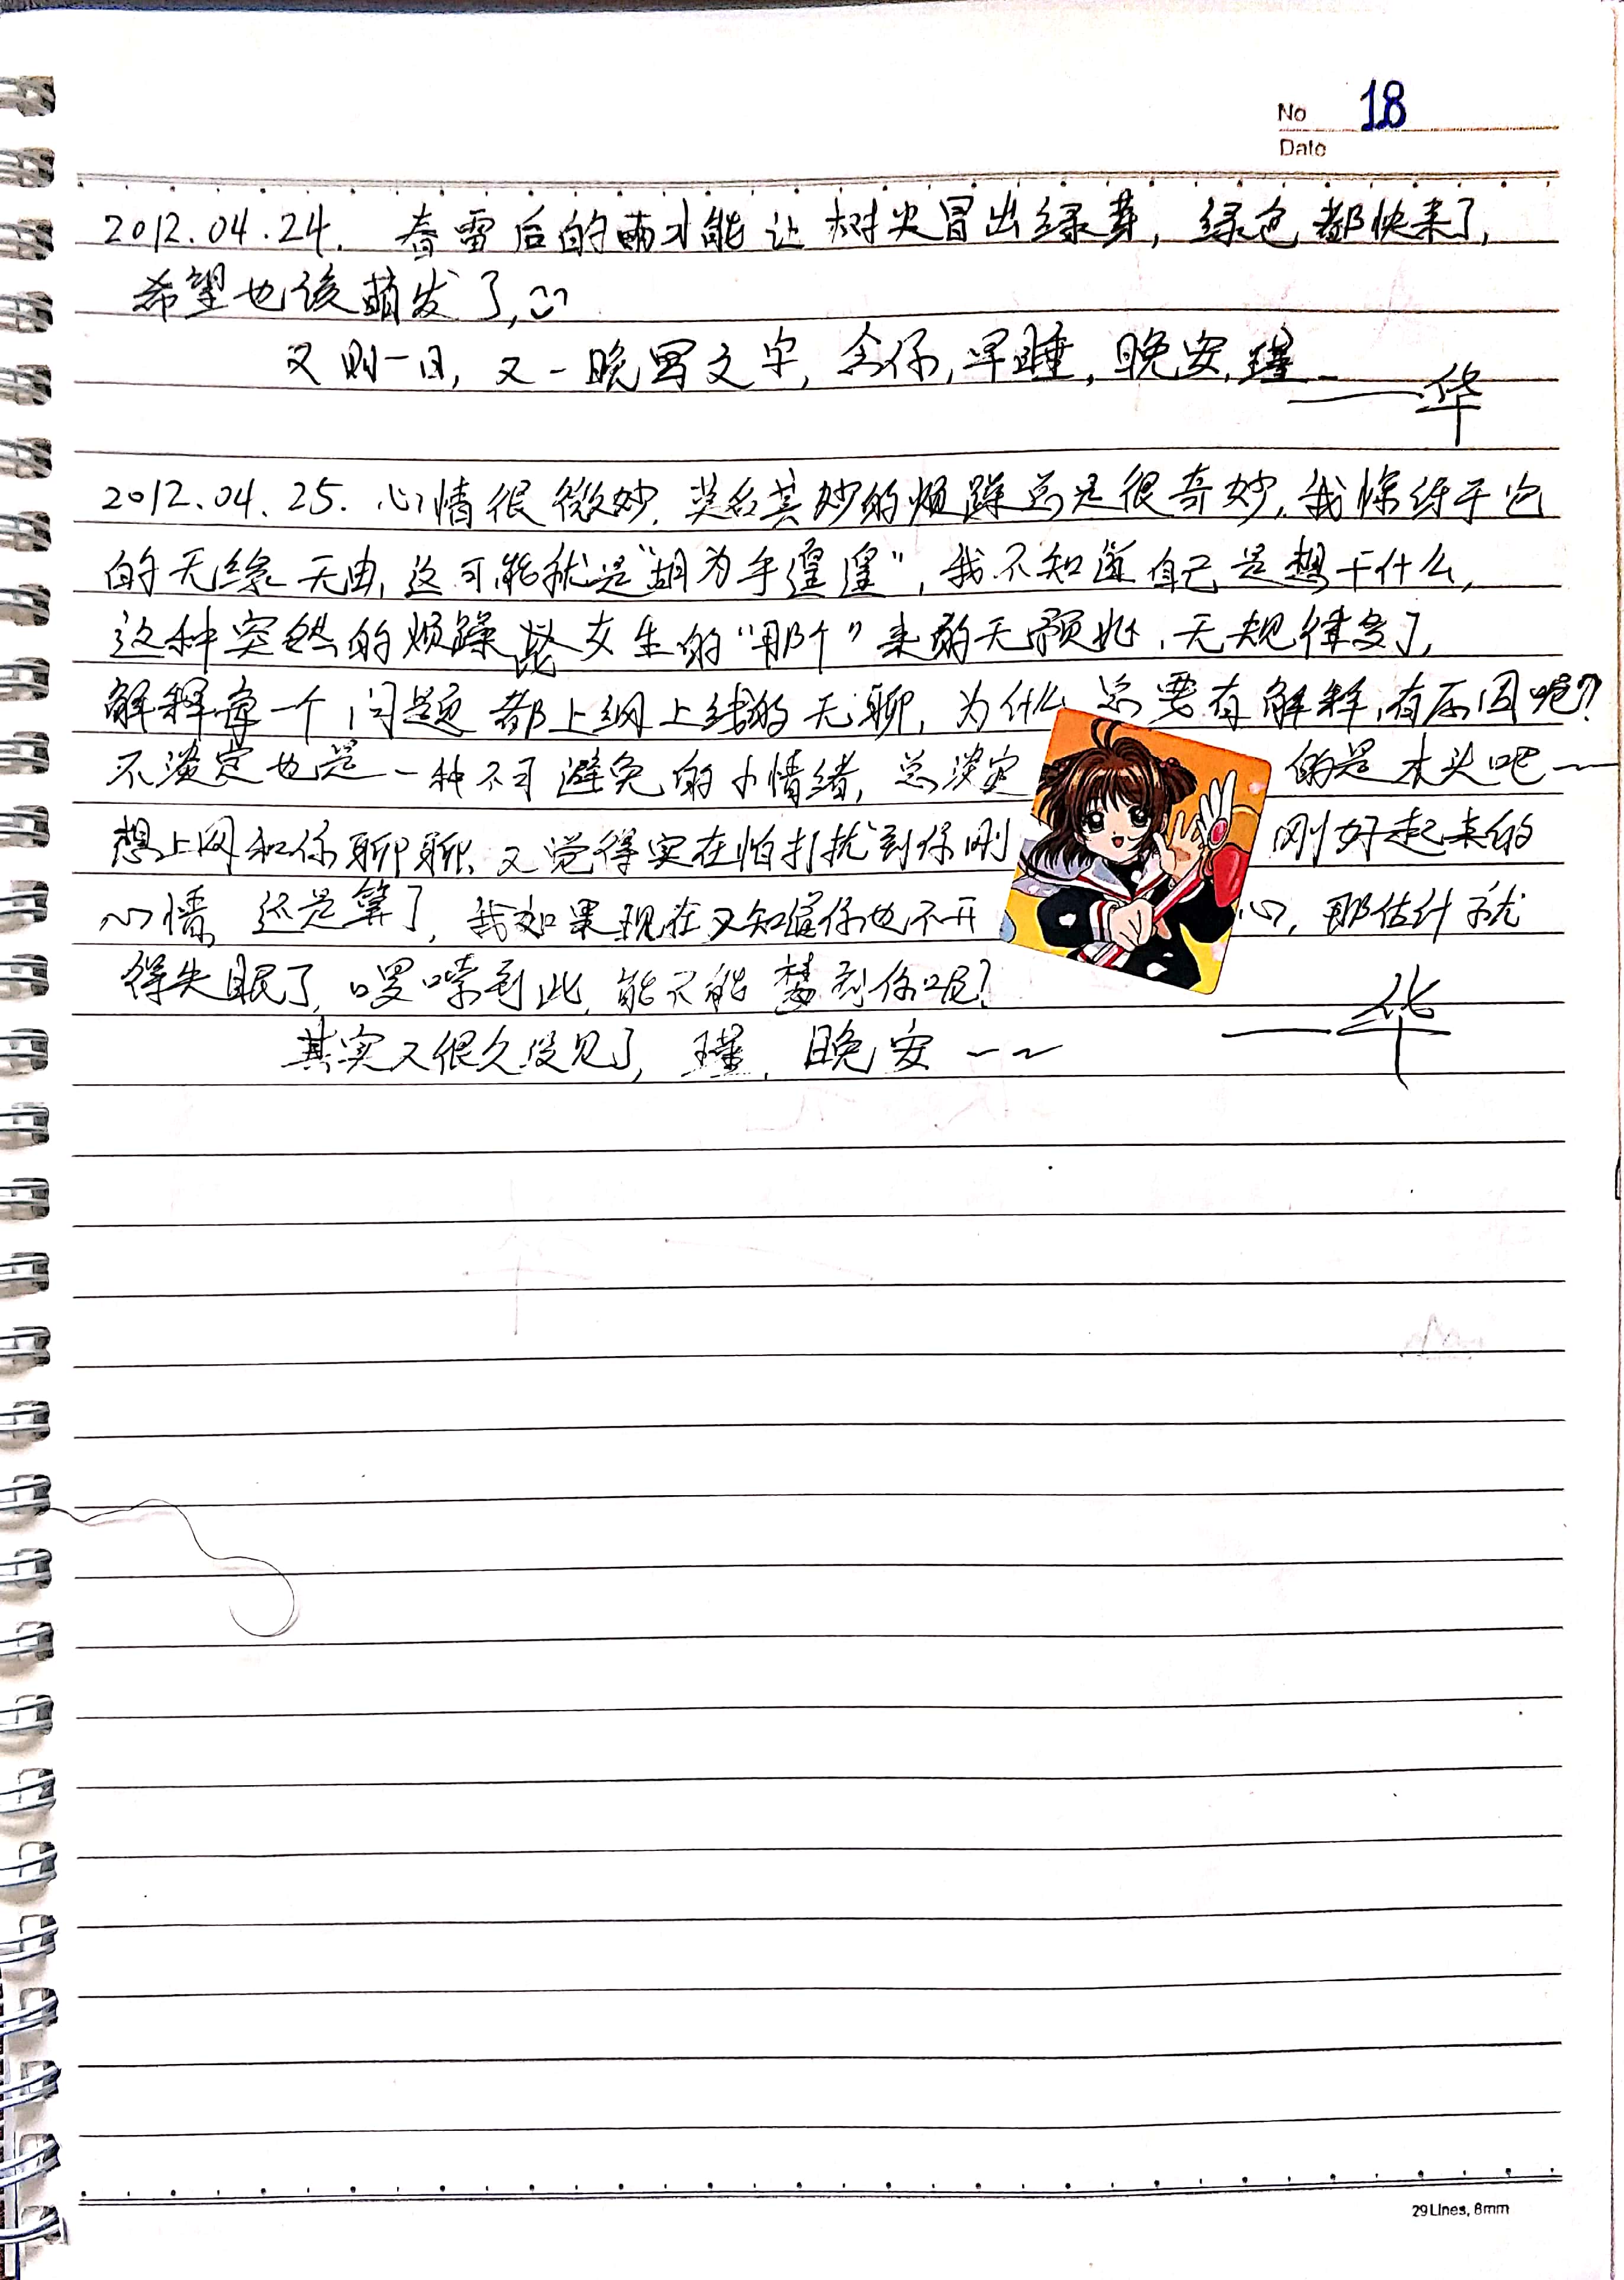 No 18
Date
2012.04.24. 春雷后的雨才能让树尖冒出绿芽, 绿色都快来了,
希望也该萌发了,
又则一日, 又一晚写文字, 念你, 早睡, 晚安, 瑾
——华
2012.04.25. 心情很微妙, 莫名其妙的烦躁总是很奇妙, 我惊讶于它
的无缘无由, 这可能就是“胡为乎遑遑”, 我不知道自己是想干什么,
这种突然的烦躁 女生的“那个”来的无预兆、无规律多了,
解释每一个问题都上纲上线的无聊, 为什么总要有解释, 有原因呢?
不淡定也是一种不可避免的小情绪, 总淡定的是木头吧~~
想上网和你聊聊, 又觉得实在怕打扰到你刚刚好起来的
心情, 还是算了, 我如果现在又知道你也不开心, 那估计就
得失眠了, 啰嗦到此, 能不能梦到你呢?
其实又很久没见了, 瑾, 晚安 ~~
——华
29Lines, 8mm